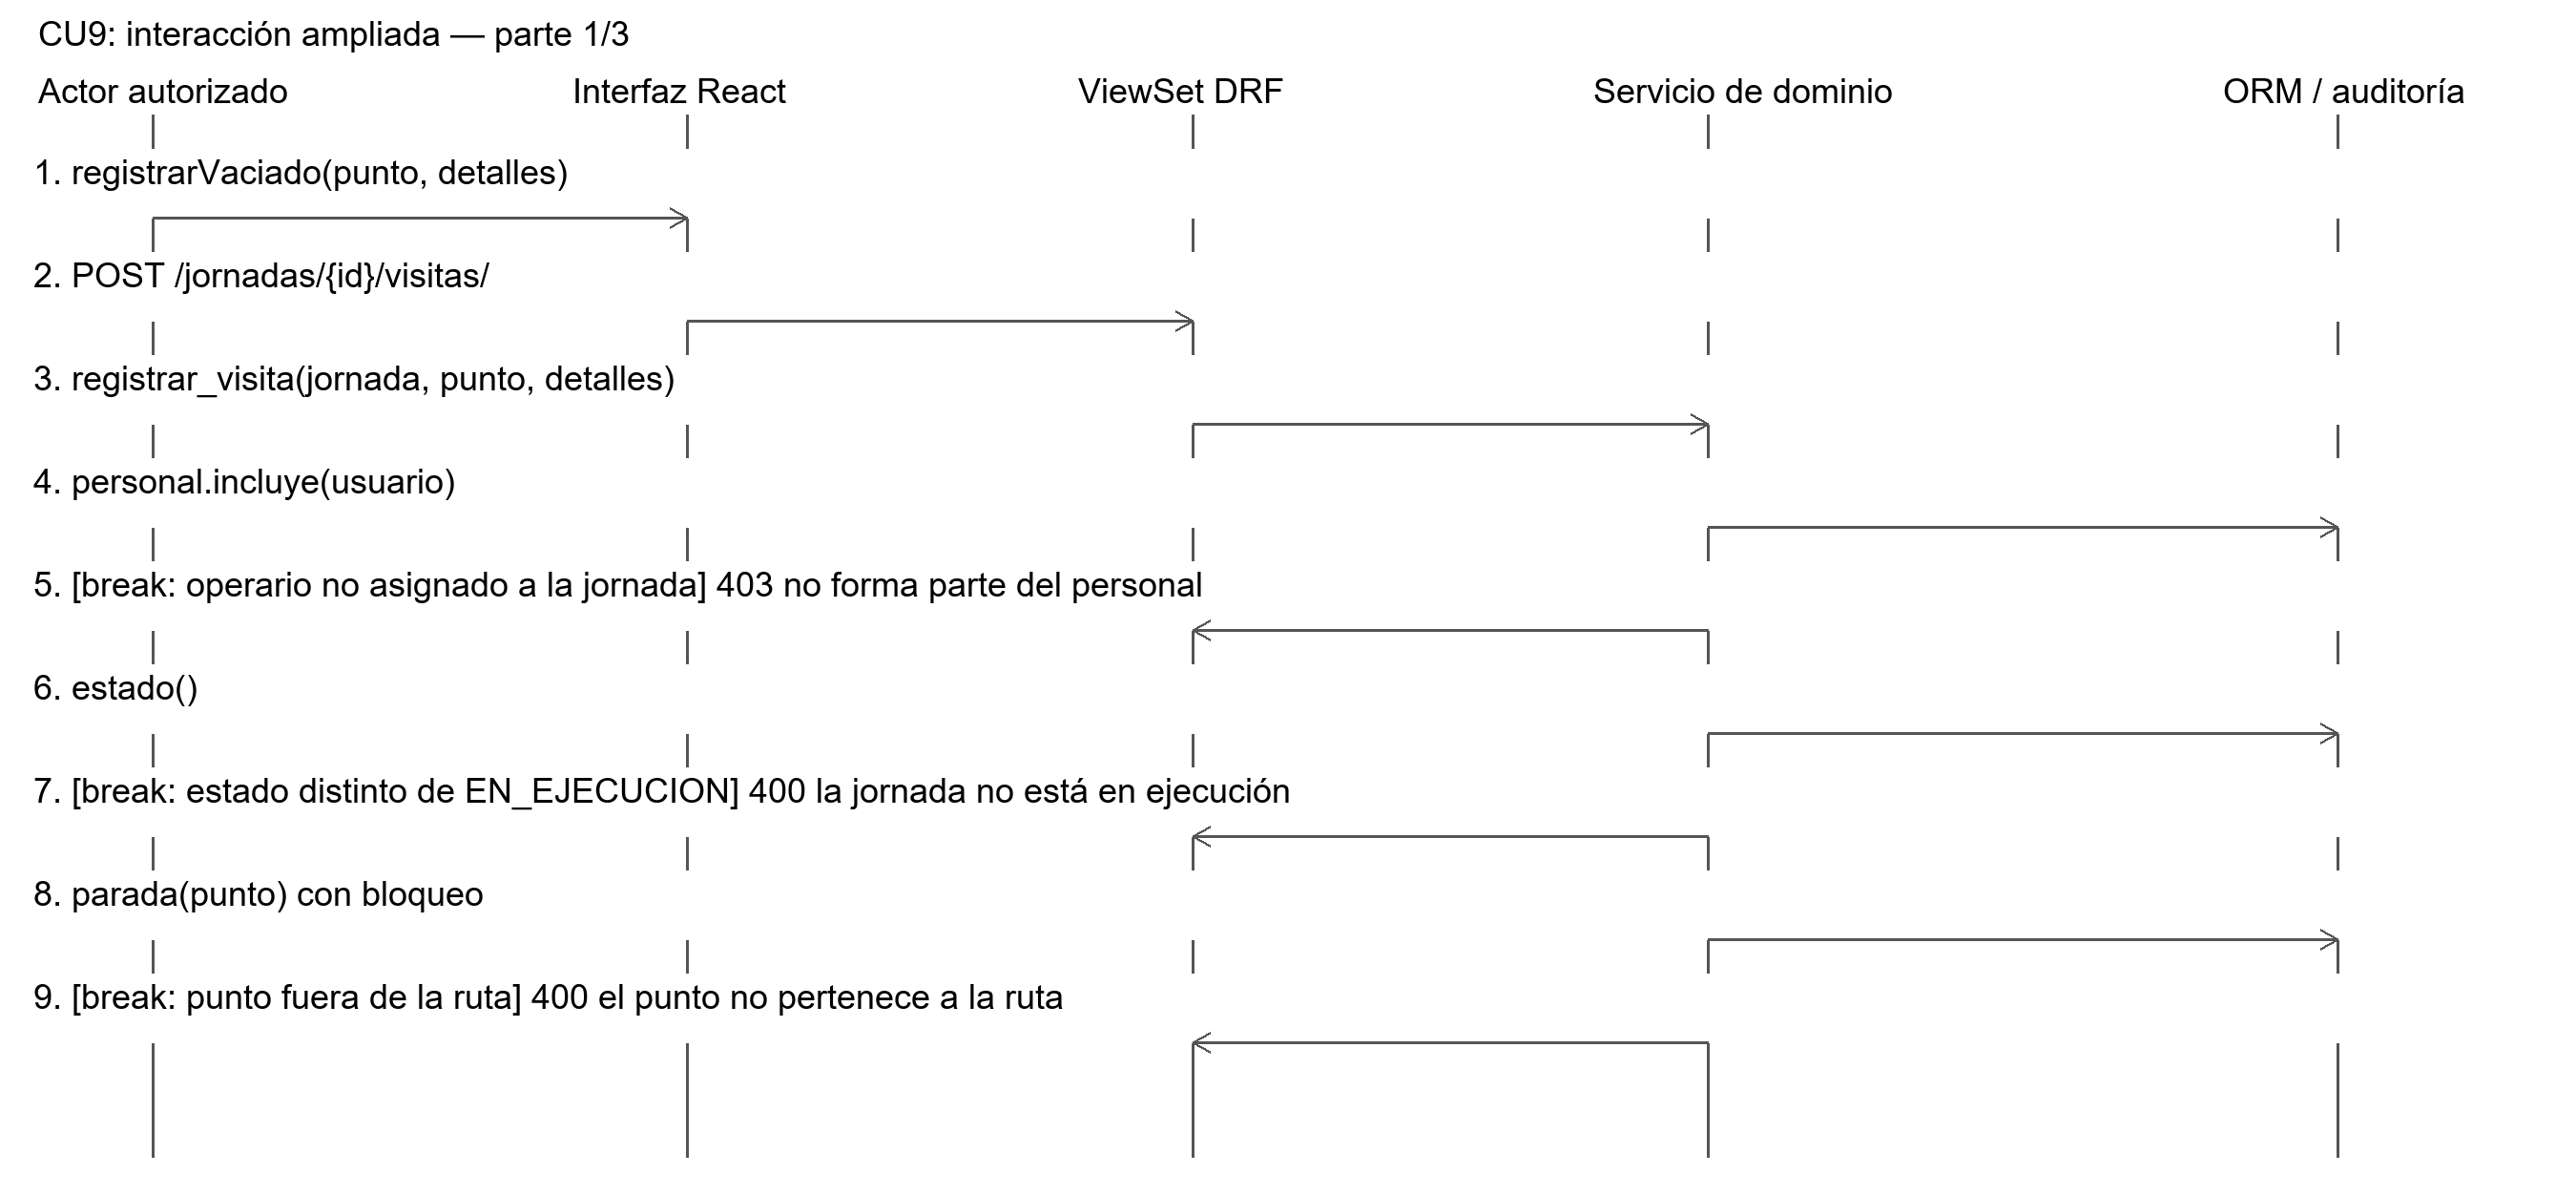 CU9: interacción ampliada — parte 1/3
Actor autorizado Interfaz React ViewSet DRF Servicio de dominio ORM / auditoría
1. registrarVaciado(punto, detalles)
2. POST /jornadas/{id}/visitas/
3. registrar_visita(jornada, punto, detalles)
4. personal.incluye(usuario)
5. [break: operario no asignado a la jornada] 403 no forma parte del personal
6. estado()
7. [break: estado distinto de EN_EJECUCION] 400 la jornada no está en ejecución
8. parada(punto) con bloqueo
9. [break: punto fuera de la ruta] 400 el punto no pertenece a la ruta